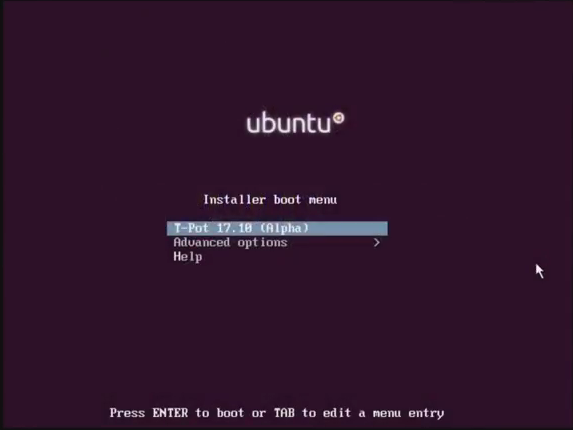 ubuntu
Installer boot menu
T-Pot 17.10 (Alpha)
Advanced options >
Help
Press ENTER to boot or TAB to edit a menu entry